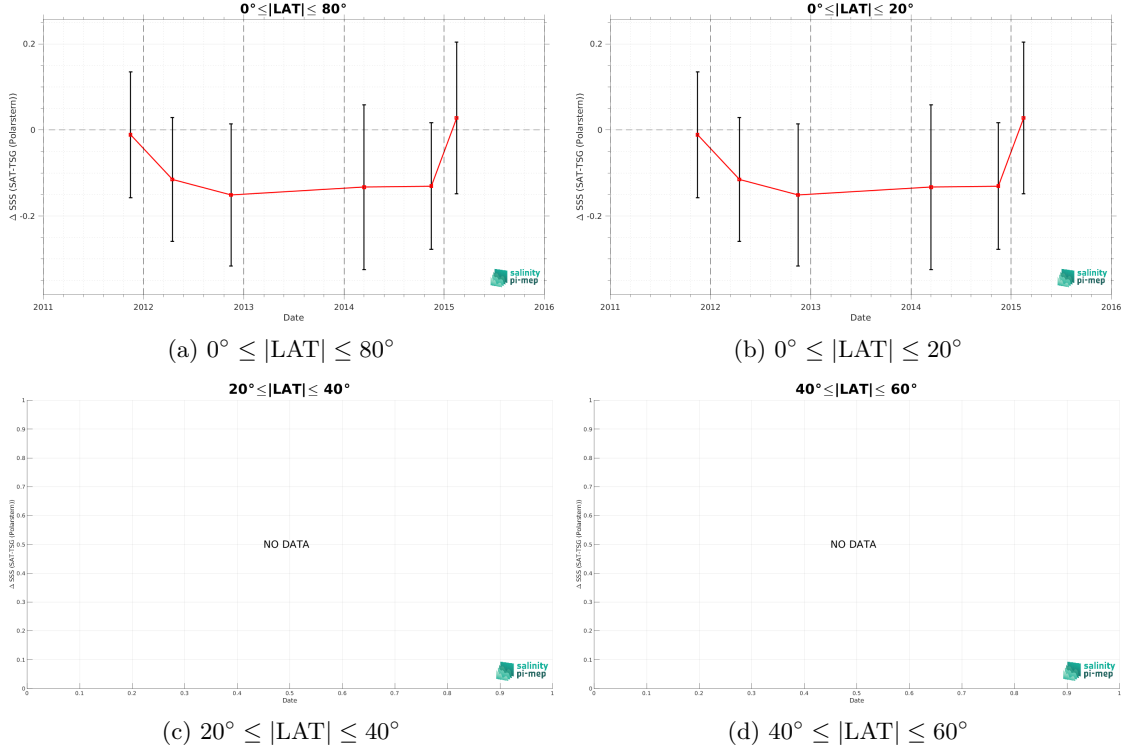 0°≤|LAT|≤ 80°
Δ SSS (SAT-TSG (Polarstern))
0.2
0
-0.2
2011 2012 2013 2014 2015 2016
Date
salinity
pi-mep
(a) 0° ≤ |LAT| ≤ 80°
0°≤|LAT|≤ 20°
Δ SSS (SAT-TSG (Polarstern))
0.2
0
-0.2
2011 2012 2013 2014 2015 2016
Date
salinity
pi-mep
(b) 0° ≤ |LAT| ≤ 20°
20°≤|LAT|≤ 40°
Δ SSS (SAT-TSG (Polarstern))
1
0.9
0.8
0.7
0.6
0.5
0.4
0.3
0.2
0.1
0
NO DATA
0 0.1 0.2 0.3 0.4 0.5 0.6 0.7 0.8 0.9 1
Date
salinity
pi-mep
(c) 20° ≤ |LAT| ≤ 40°
40°≤|LAT|≤ 60°
Δ SSS (SAT-TSG (Polarstern))
1
0.9
0.8
0.7
0.6
0.5
0.4
0.3
0.2
0.1
0
NO DATA
0 0.1 0.2 0.3 0.4 0.5 0.6 0.7 0.8 0.9 1
Date
salinity
pi-mep
(d) 40° ≤ |LAT| ≤ 60°